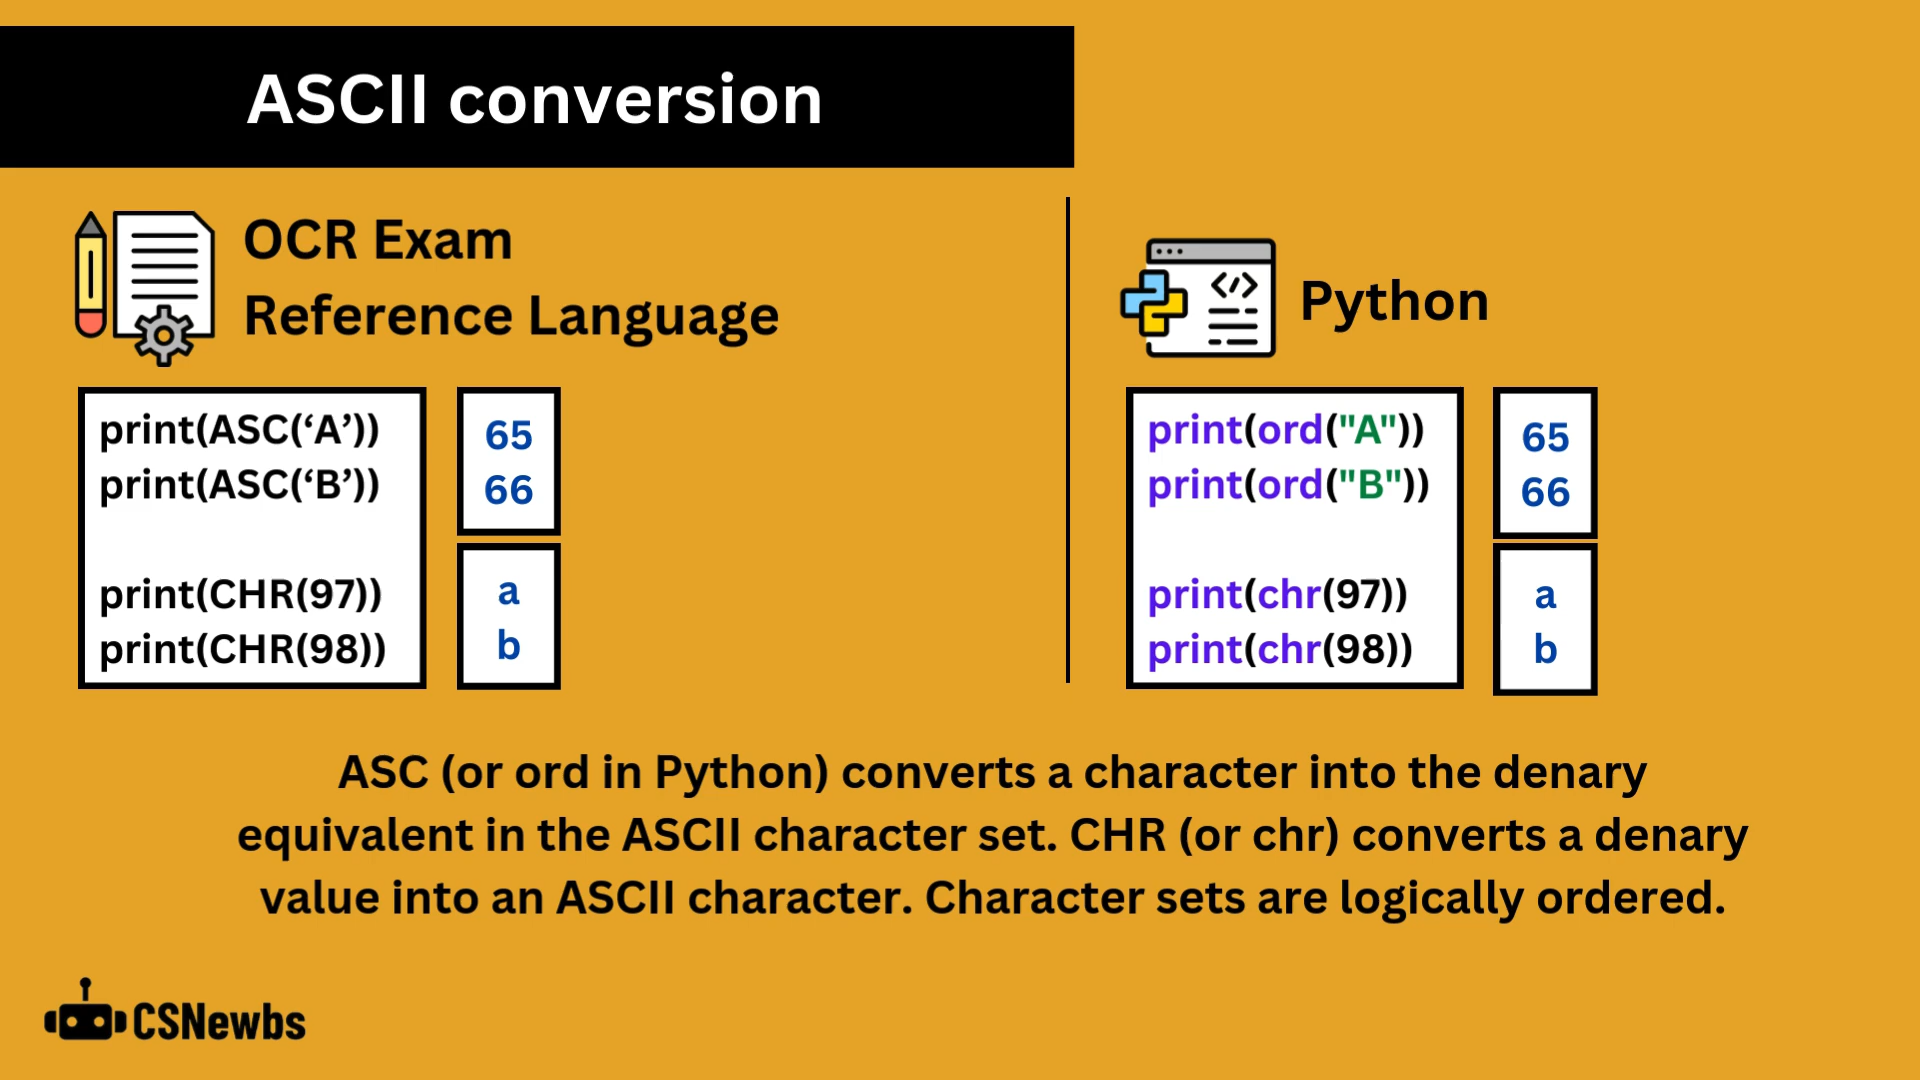 ASCII conversion
OCR Exam
Reference Language
print(ASC(‘A’))
print(ASC(‘B’))
print(CHR(97))
print(CHR(98))
65
66
a
b
Python
print(ord("A"))
print(ord("B"))
print(chr(97))
print(chr(98))
65
66
a
b
ASC (or ord in Python) converts a character into the denary
equivalent in the ASCII character set. CHR (or chr) converts a denary
value into an ASCII character. Character sets are logically ordered.
CSNewbs